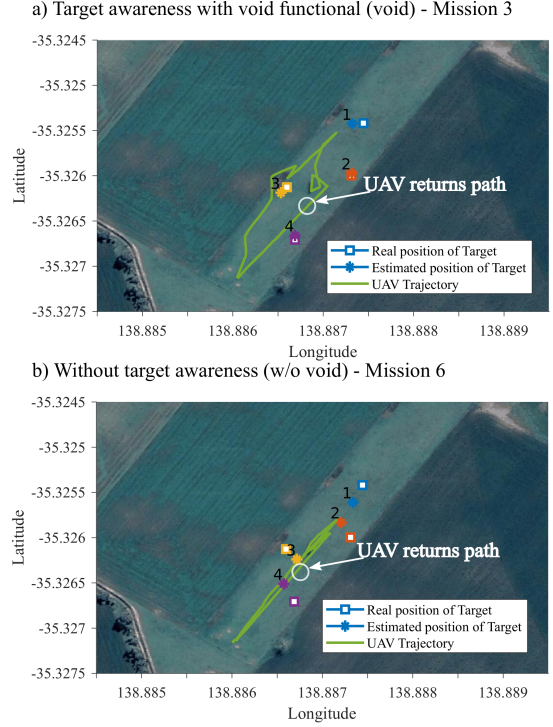 a) Target awareness with void functional (void) - Mission 3
-35.3245
-35.325
-35.3255
-35.326
-35.3265
-35.327
-35.3275
Latitude
1
2
3
4
UAV returns path
Real position of Target
Estimated position of Target
UAV Trajectory
138.885
138.886
138.887
138.888
138.889
Longitude
b) Without target awareness (w/o void) - Mission 6
-35.3245
-35.325
-35.3255
-35.326
-35.3265
-35.327
-35.3275
Latitude
1
2
3
4
UAV returns path
Real position of Target
Estimated position of Target
UAV Trajectory
138.885
138.886
138.887
138.888
138.889
Longitude